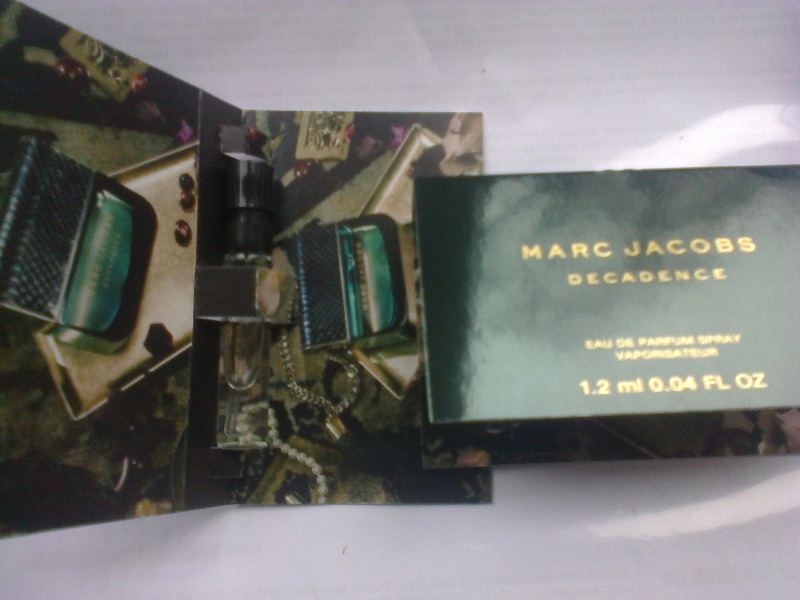 MARC JACOBS
DECADENCE
EAU DE PARFUM SPRAY
VAPORISATEUR
1.2 ml 0.04 FL OZ